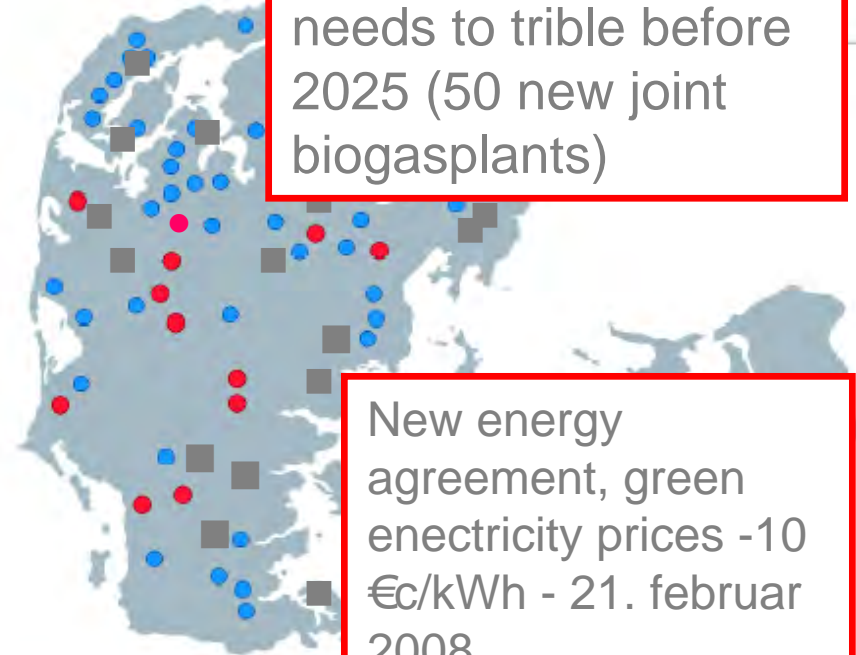 needs to trible before
2025 (50 new joint
biogasplants)
New energy
agreement, green
enectricity prices -10
€c/kWh - 21. februar
2008